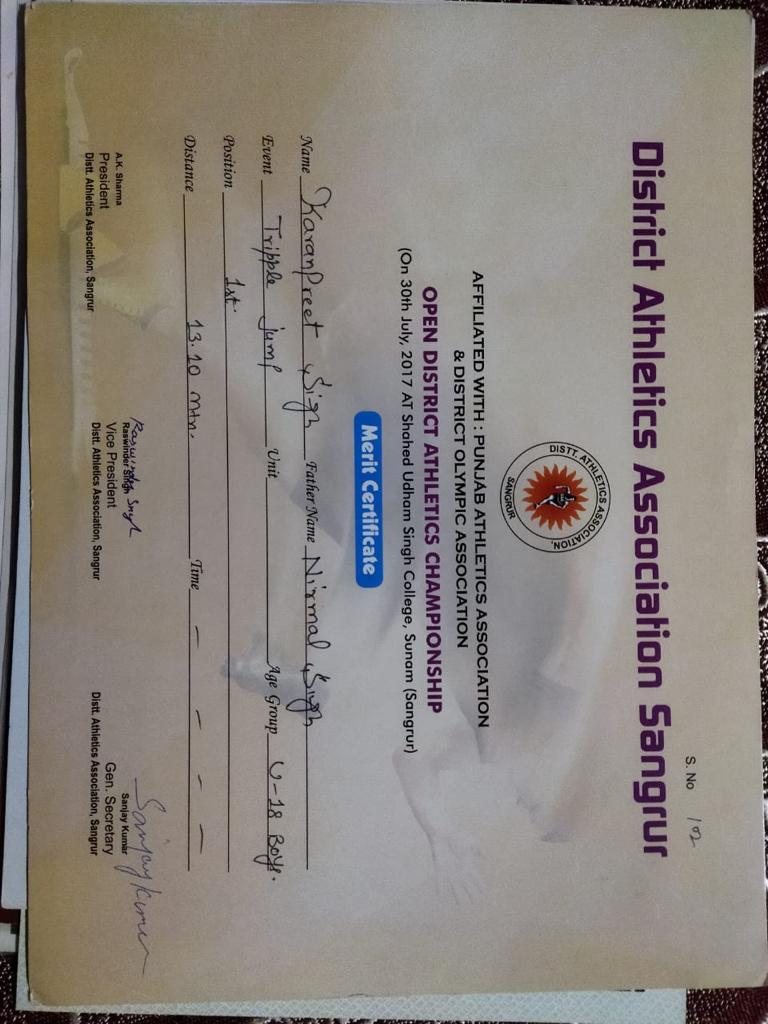 S. No 102
District Athletics Association Sangrur
DISTT. ATHLETICS ASSOCIATION,
SANGRUR
AFFILIATED WITH : PUNJAB ATHLETICS ASSOCIATION
& DISTRICT OLYMPIC ASSOCIATION
OPEN DISTRICT ATHLETICS CHAMPIONSHIP
(On 30th July, 2017 AT Shahed Udham Singh College, Sunam (Sangrur)
Merit Certificate
Name Karanpreet Sigh Father Name Nirmal Sigh
Event Tripple jump Unit Age Group U-18 Boys.
Position 1st.
Distance 13.10 mtr. Time - - - -
Raswinder Singh Sanjay Kumar
A.K. Sharma Raswinder Singh Sanjay Kumar
President Vice President Gen. Secretary
Distt. Athletics Association, Sangrur Distt. Athletics Association, Sangrur Distt. Athletics Association, Sangrur